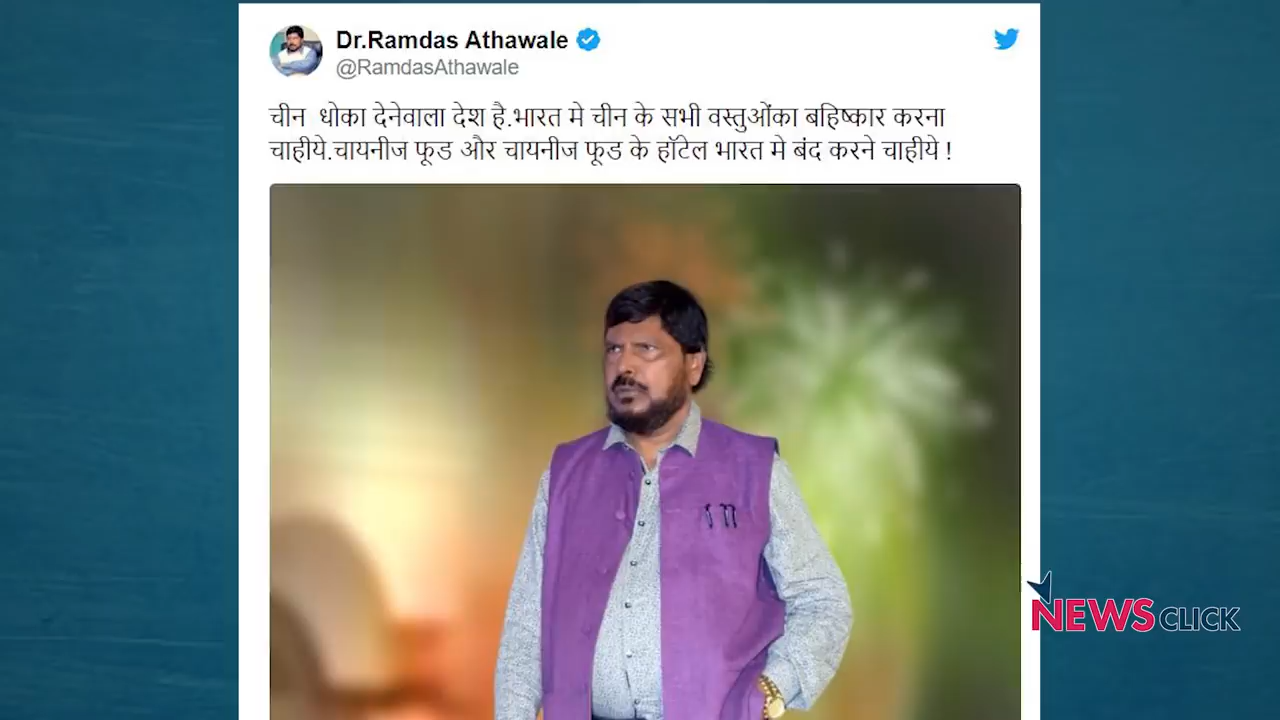 Dr.Ramdas Athawale
@RamdasAthawale
चीन धोका देनेवाला देश है.भारत मे चीन के सभी वस्तुओंका बहिष्कार करना
चाहीये.चायनीज फूड और चायनीज फूड के हॉटेल भारत मे बंद करने चाहीये !
NEWSCLICK